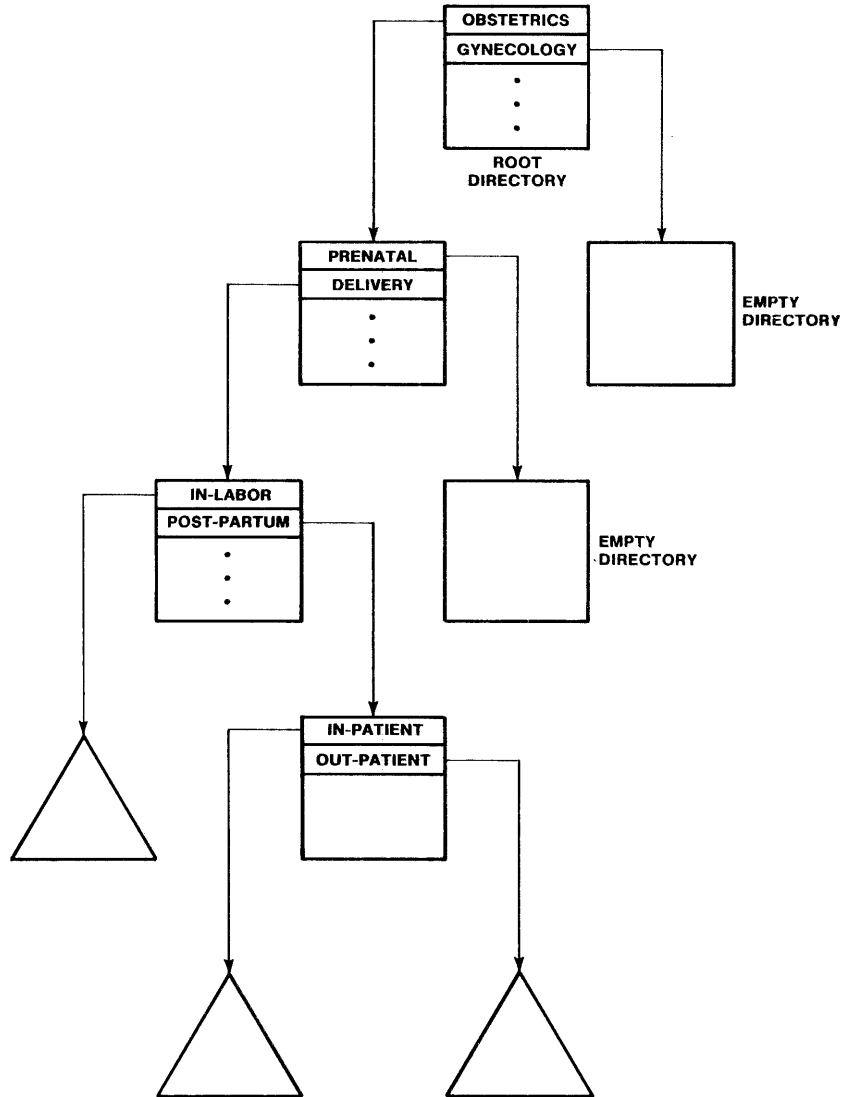 OBSTETRICS
GYNECOLOGY
ROOT
DIRECTORY
PRENATAL
DELIVERY
EMPTY
DIRECTORY
IN-LABOR
POST-PARTUM
EMPTY
DIRECTORY
IN-PATIENT
OUT-PATIENT